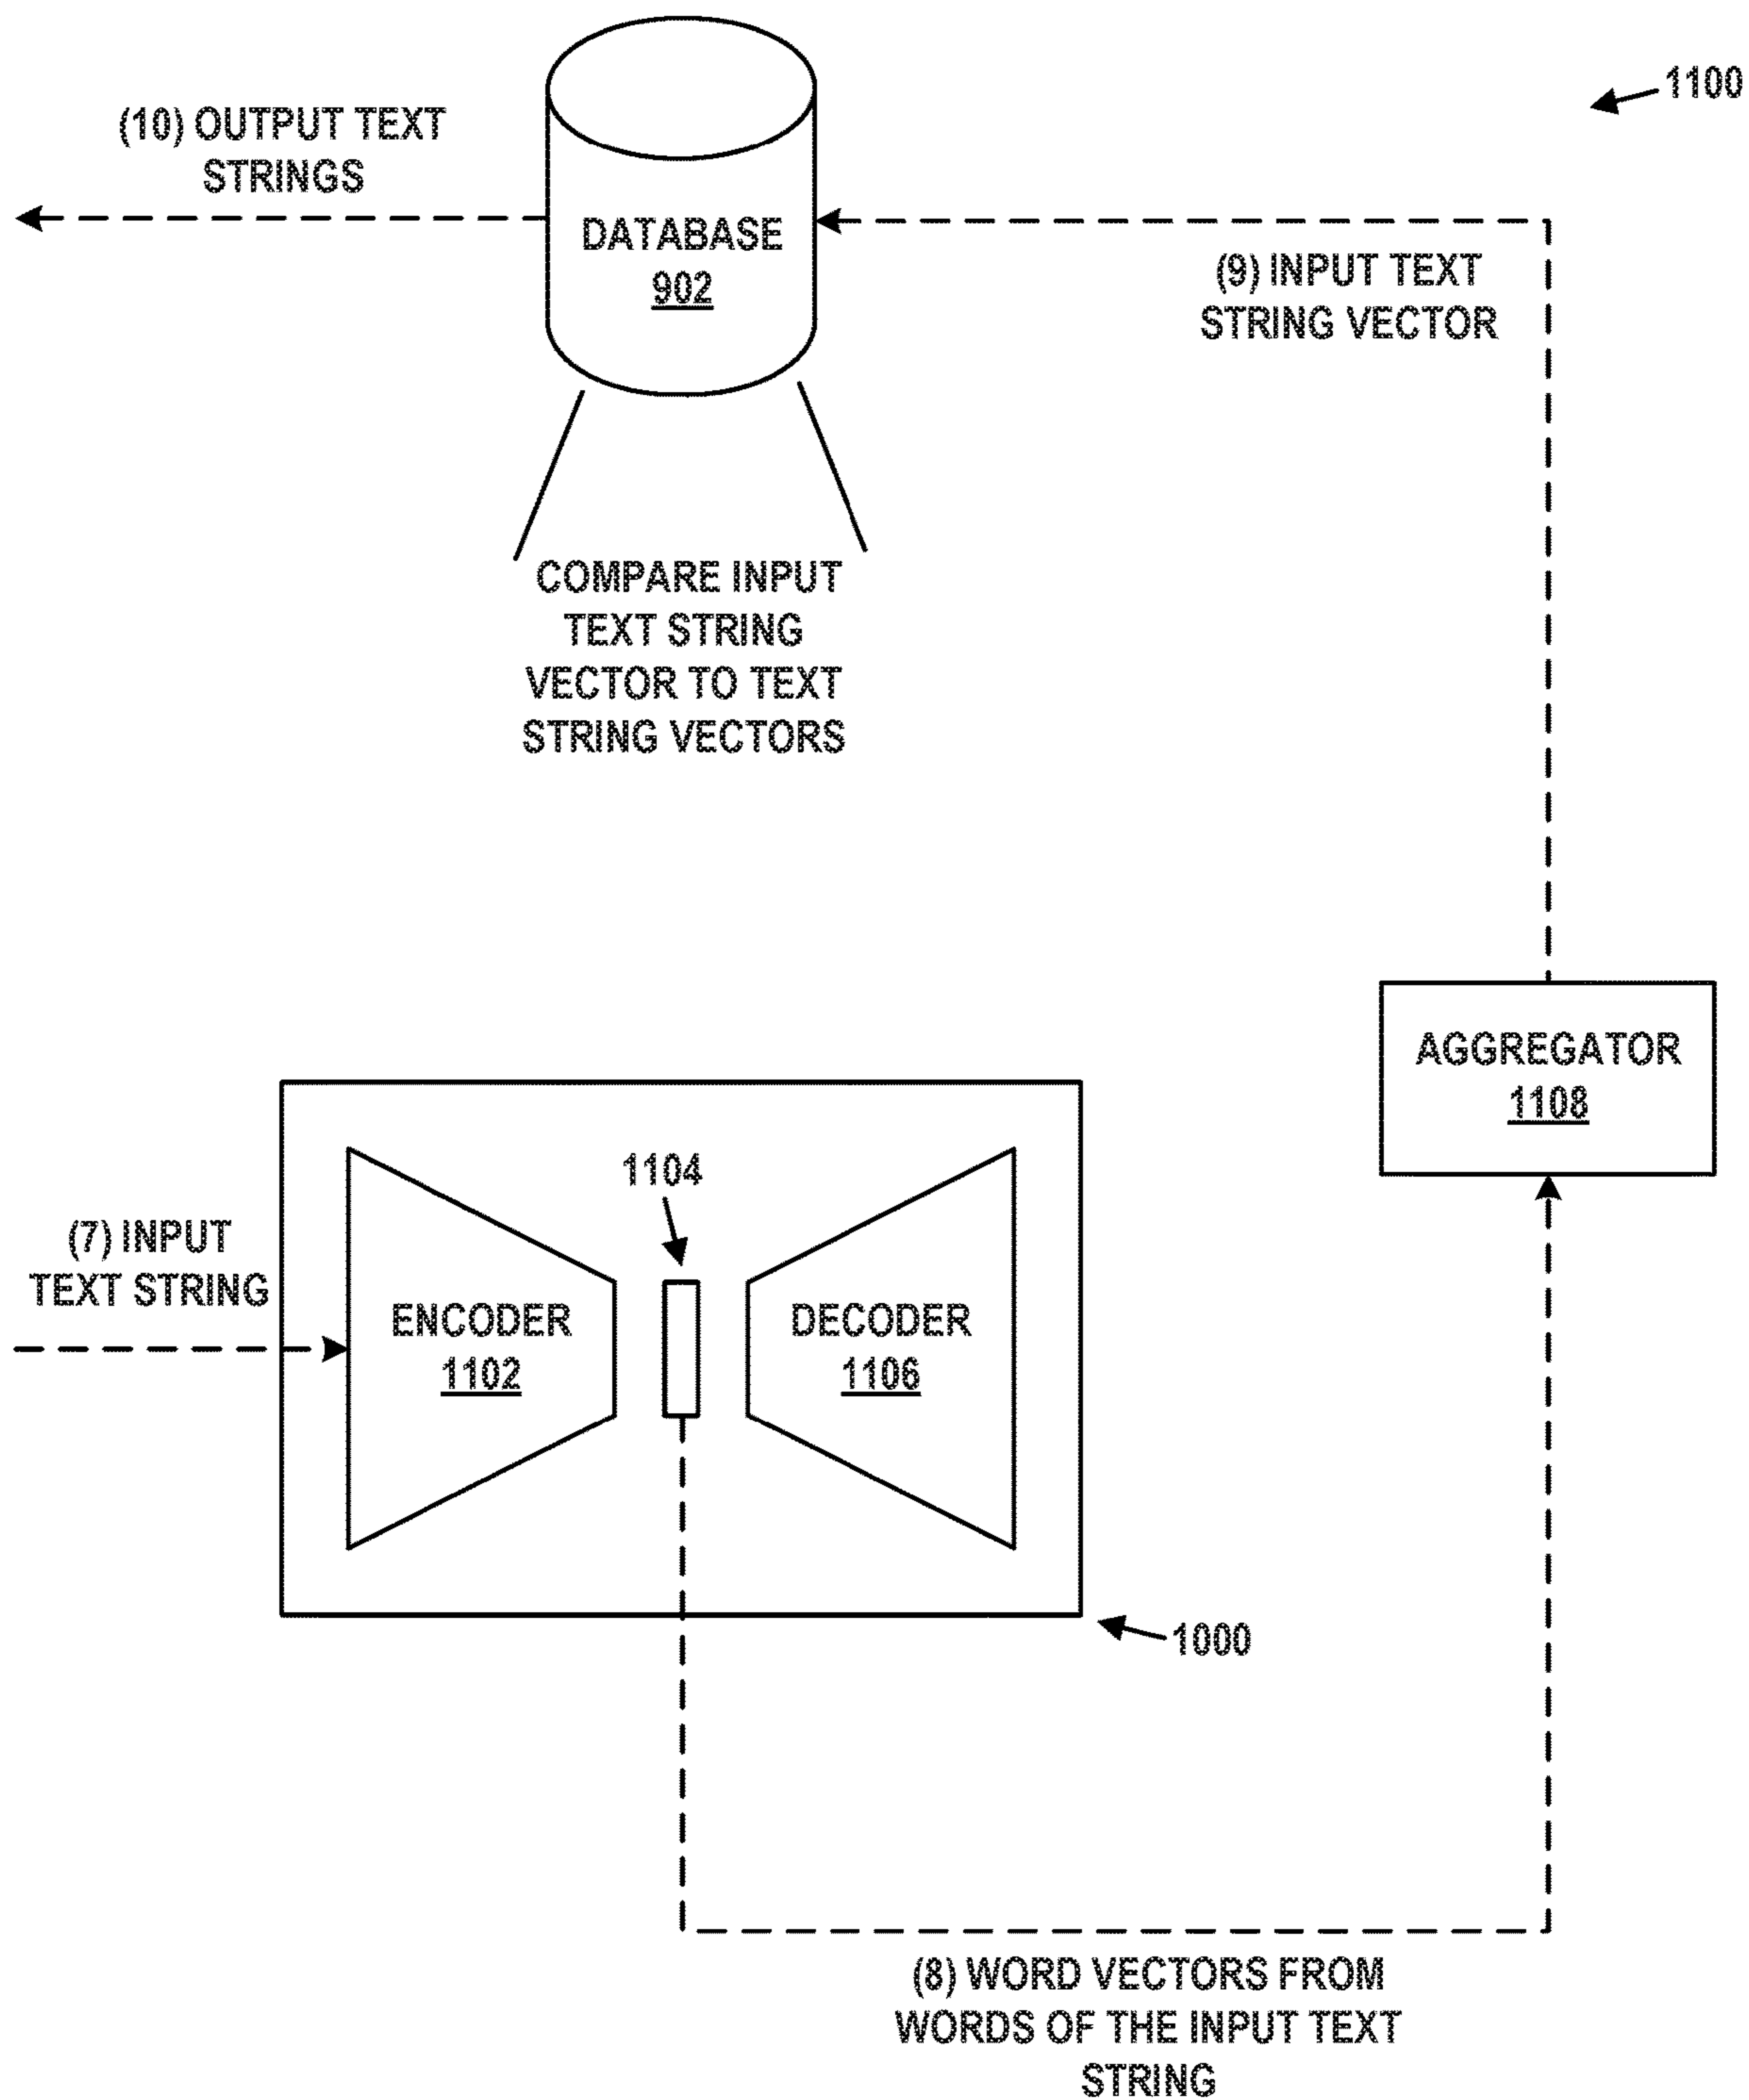 1100
(10) OUTPUT TEXT
STRINGS
DATABASE
902
(9) INPUT TEXT
STRING VECTOR
COMPARE INPUT
TEXT STRING
VECTOR TO TEXT
STRING VECTORS
AGGREGATOR
1108
1104
(7) INPUT
TEXT STRING
ENCODER
1102
DECODER
1106
1000
(8) WORD VECTORS FROM
WORDS OF THE INPUT TEXT
STRING